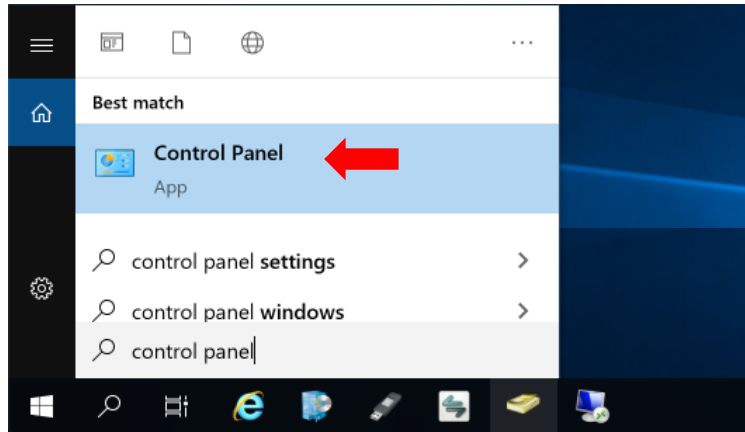 ...
Best match
Control Panel
App
control panel settings
control panel windows
control panel